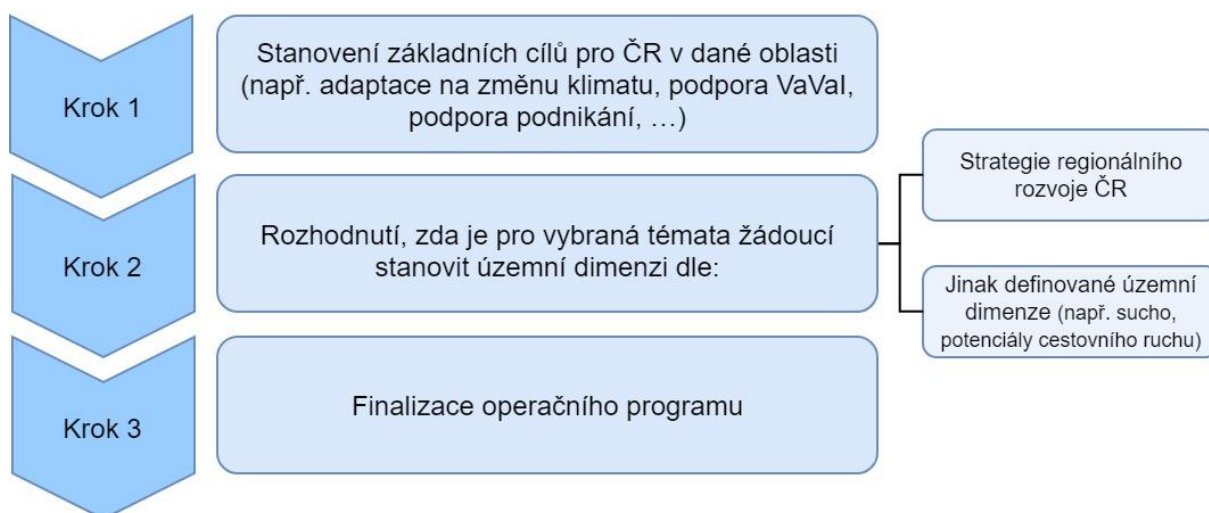 Krok 1
Stanovení základních cílů pro ČR v dané oblasti
(např. adaptace na změnu klimatu, podpora VaVaI,
podpora podnikání, …)
Krok 2
Rozhodnutí, zda je pro vybraná témata žádoucí
stanovit územní dimenzi dle:
Strategie regionálního
rozvoje ČR
Jinak definované územní
dimenze (např. sucho,
potenciály cestovního ruchu)
Krok 3
Finalizace operačního programu